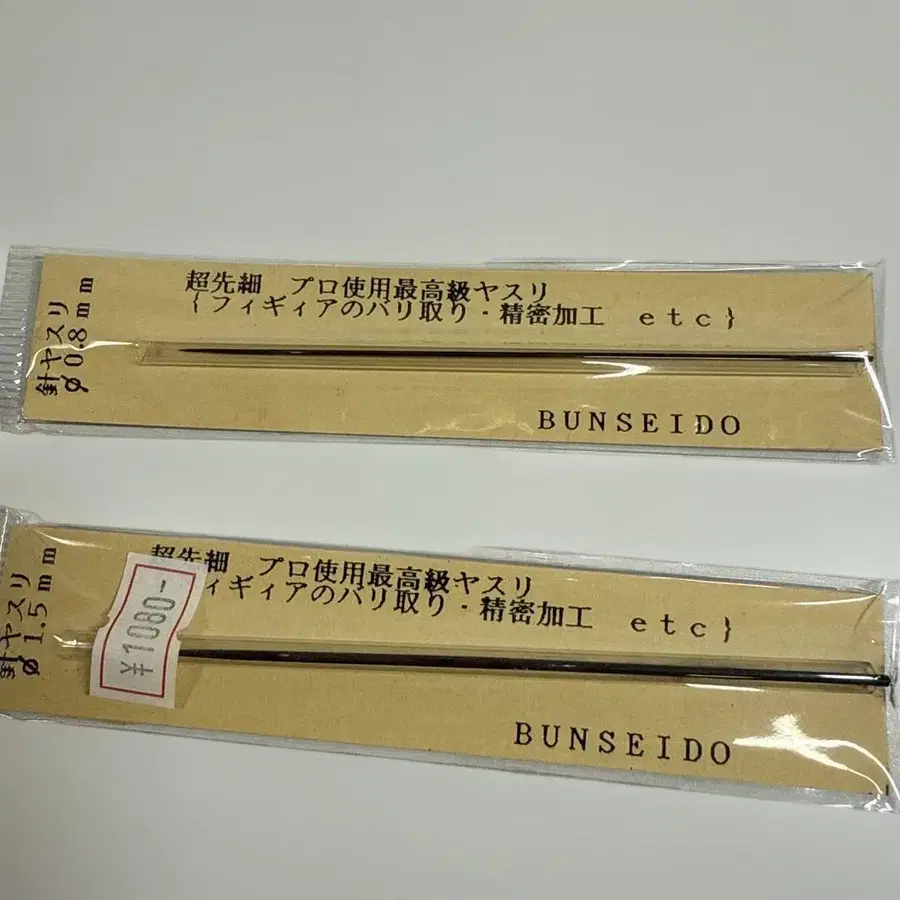 針ヤスリ
φ0.8mm
超先細 プロ使用最高級ヤスリ
{フィギィアのバリ取り・精密加工 etc}
BUNSEIDO
針ヤスリ
φ1.5mm
超先細 プロ使用最高級ヤスリ
ィギィアのバリ取り・精密加工 etc}
¥1080-
BUNSEIDO